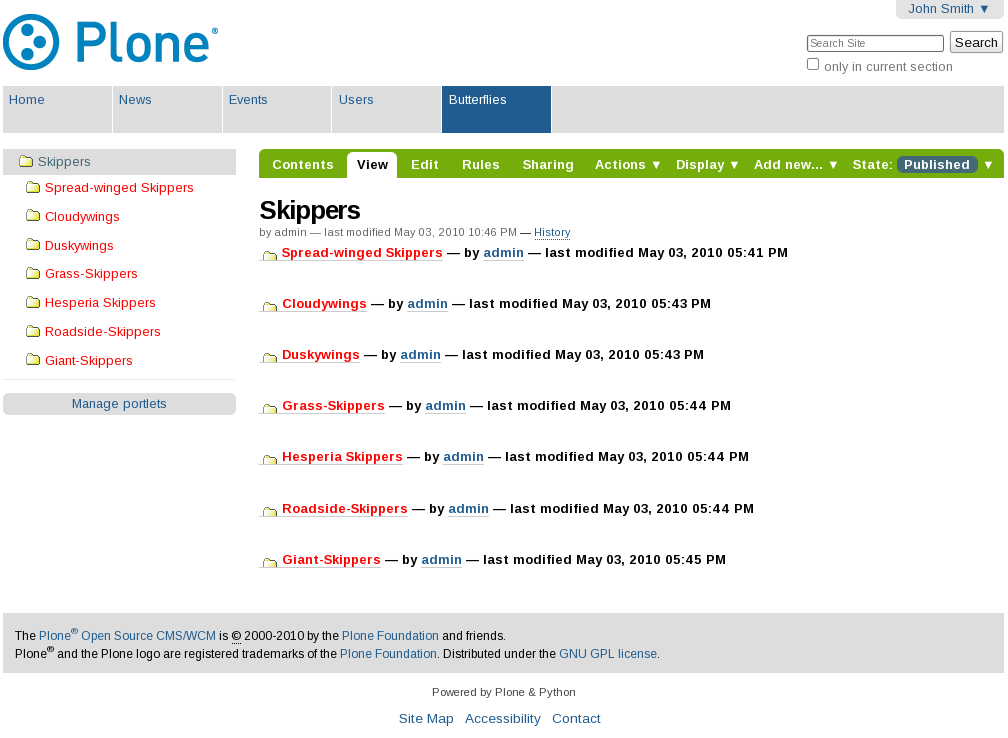 John Smith ▼
Plone®
Search Site
Search
only in current section
Home
News
Events
Users
Butterflies
Skippers
Spread-winged Skippers
Cloudywings
Duskywings
Grass-Skippers
Hesperia Skippers
Roadside-Skippers
Giant-Skippers
Manage portlets
Contents View Edit Rules Sharing Actions ▼ Display ▼ Add new... ▼ State: Published ▼
Skippers
by admin — last modified May 03, 2010 10:46 PM — History
Spread-winged Skippers — by admin — last modified May 03, 2010 05:41 PM
Cloudywings — by admin — last modified May 03, 2010 05:43 PM
Duskywings — by admin — last modified May 03, 2010 05:43 PM
Grass-Skippers — by admin — last modified May 03, 2010 05:44 PM
Hesperia Skippers — by admin — last modified May 03, 2010 05:44 PM
Roadside-Skippers — by admin — last modified May 03, 2010 05:44 PM
Giant-Skippers — by admin — last modified May 03, 2010 05:45 PM
The Plone® Open Source CMS/WCM is © 2000-2010 by the Plone Foundation and friends.
Plone® and the Plone logo are registered trademarks of the Plone Foundation. Distributed under the GNU GPL license.
Powered by Plone & Python
Site Map Accessibility Contact